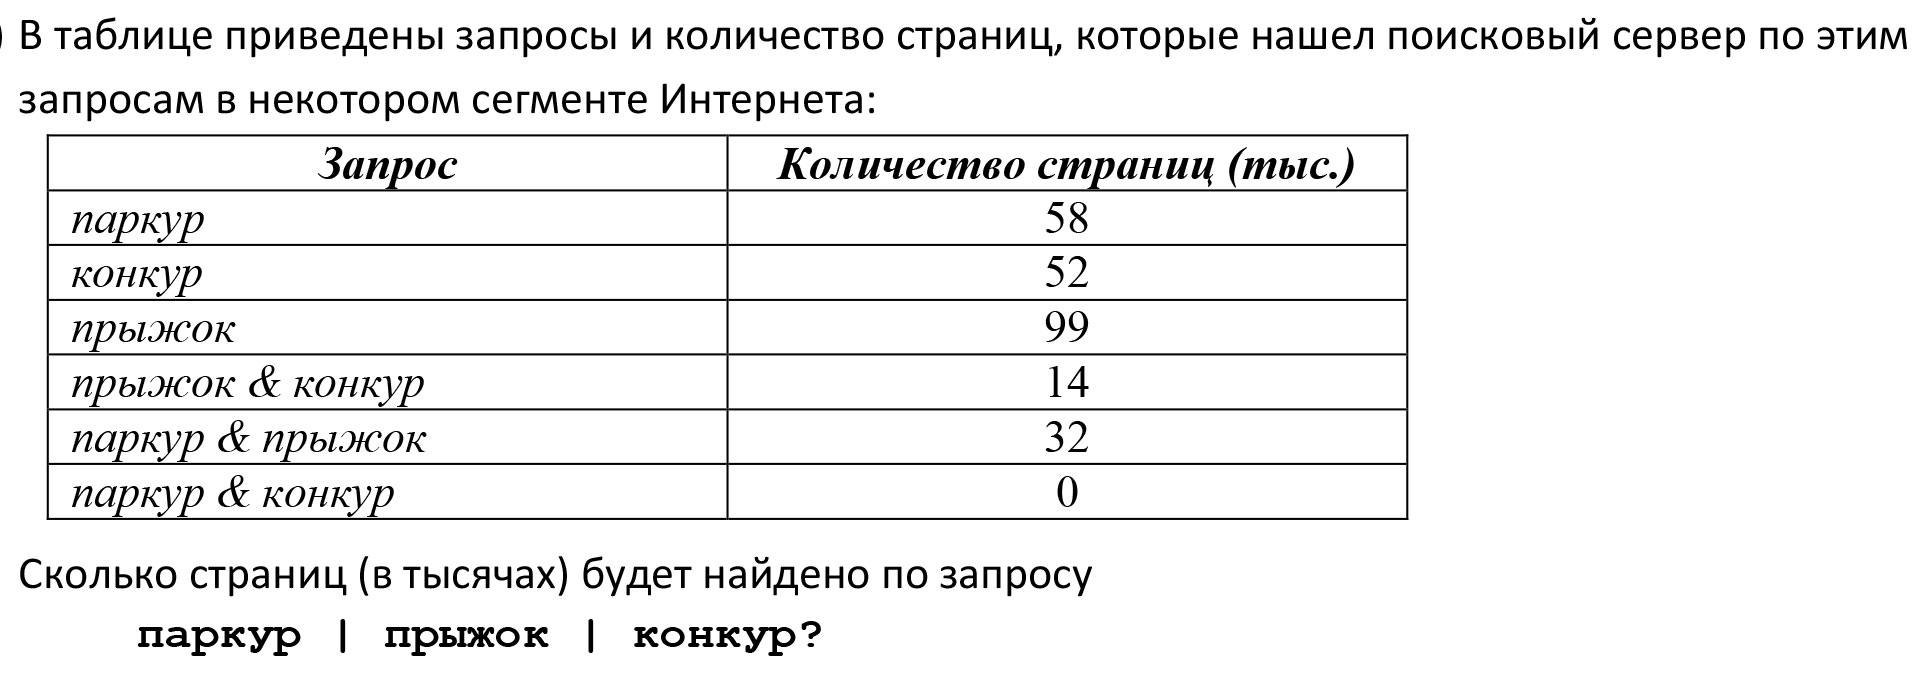 ) В таблице приведены запросы и количество страниц, которые нашел поисковый сервер по этим
запросам в некотором сегменте Интернета:
Запрос Количество страниц (тыс.)
паркур 58
конкур 52
прыжок 99
прыжок & конкур 14
паркур & прыжок 32
паркур & конкур 0
Сколько страниц (в тысячах) будет найдено по запросу
паркур | прыжок | конкур?